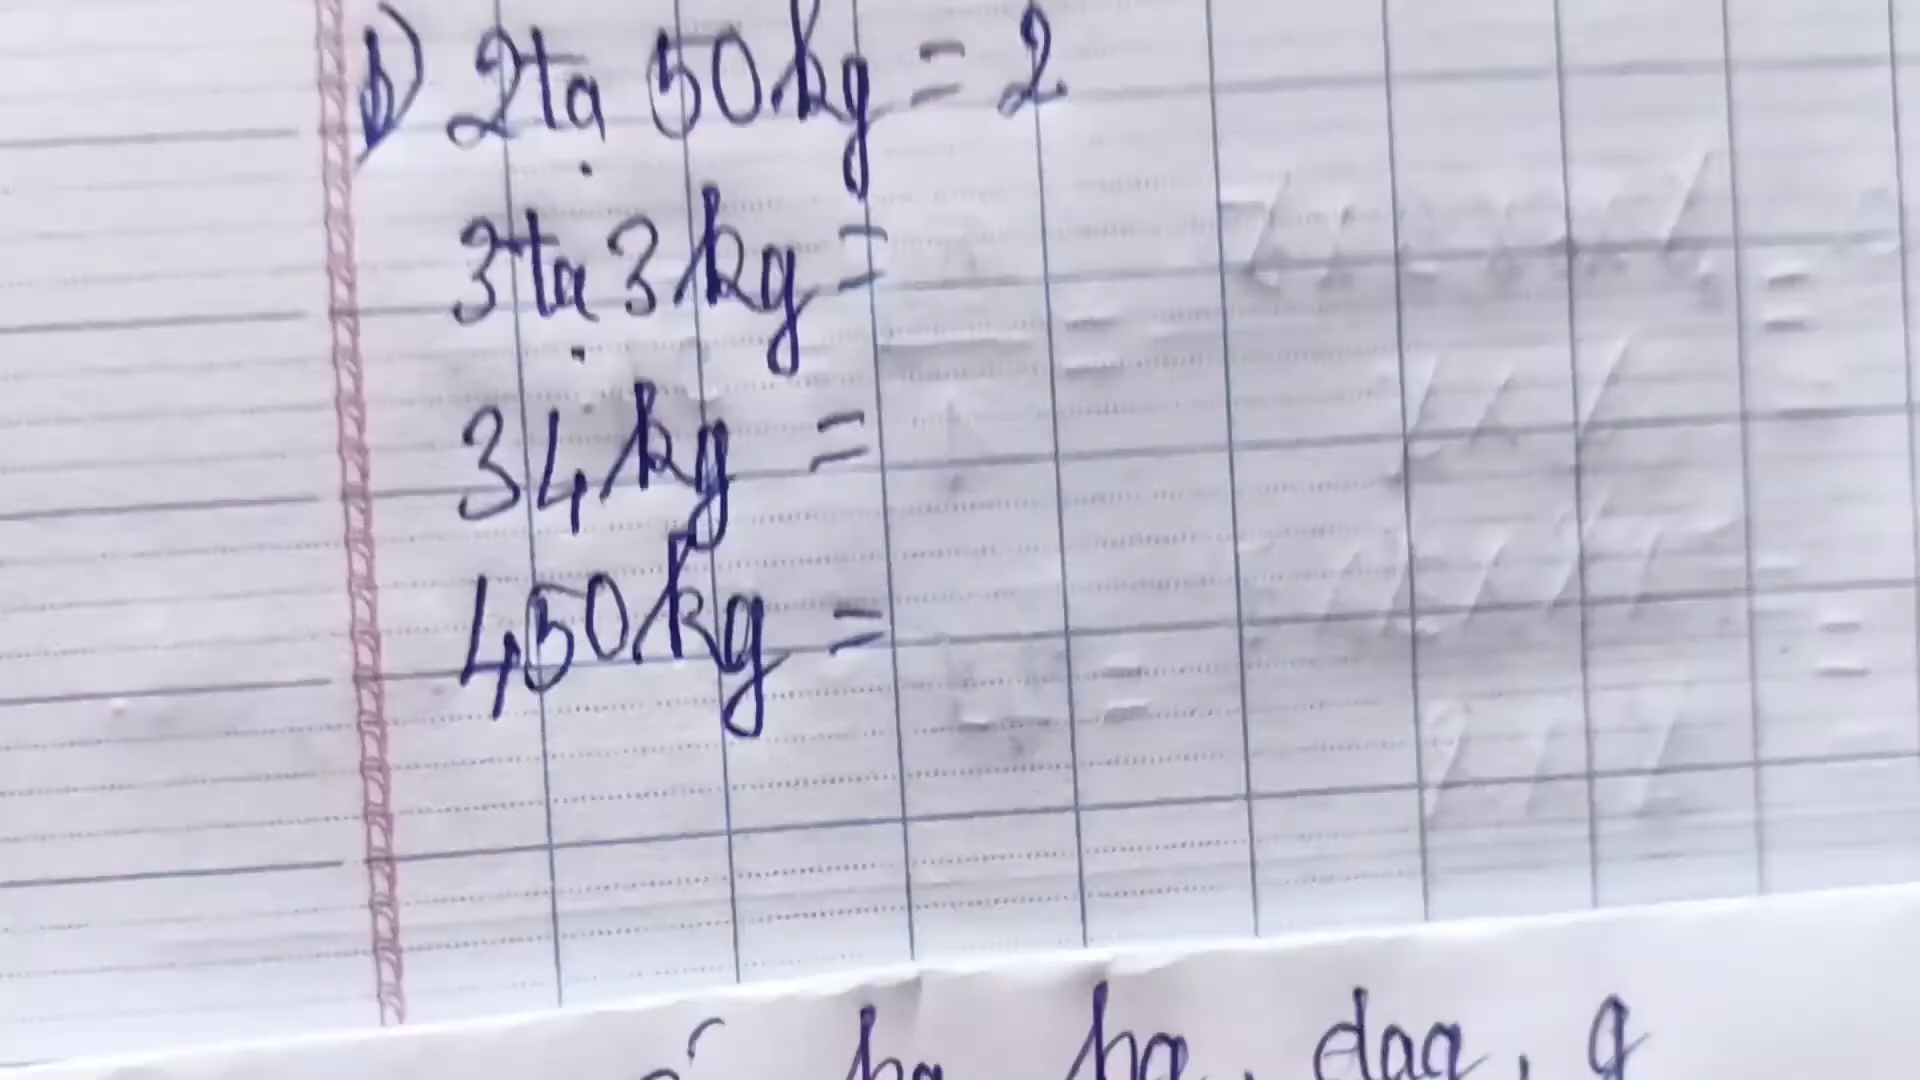 b) 2tạ 50kg = 2
3tạ 3kg =
34kg =
450kg =
hg, dag, g